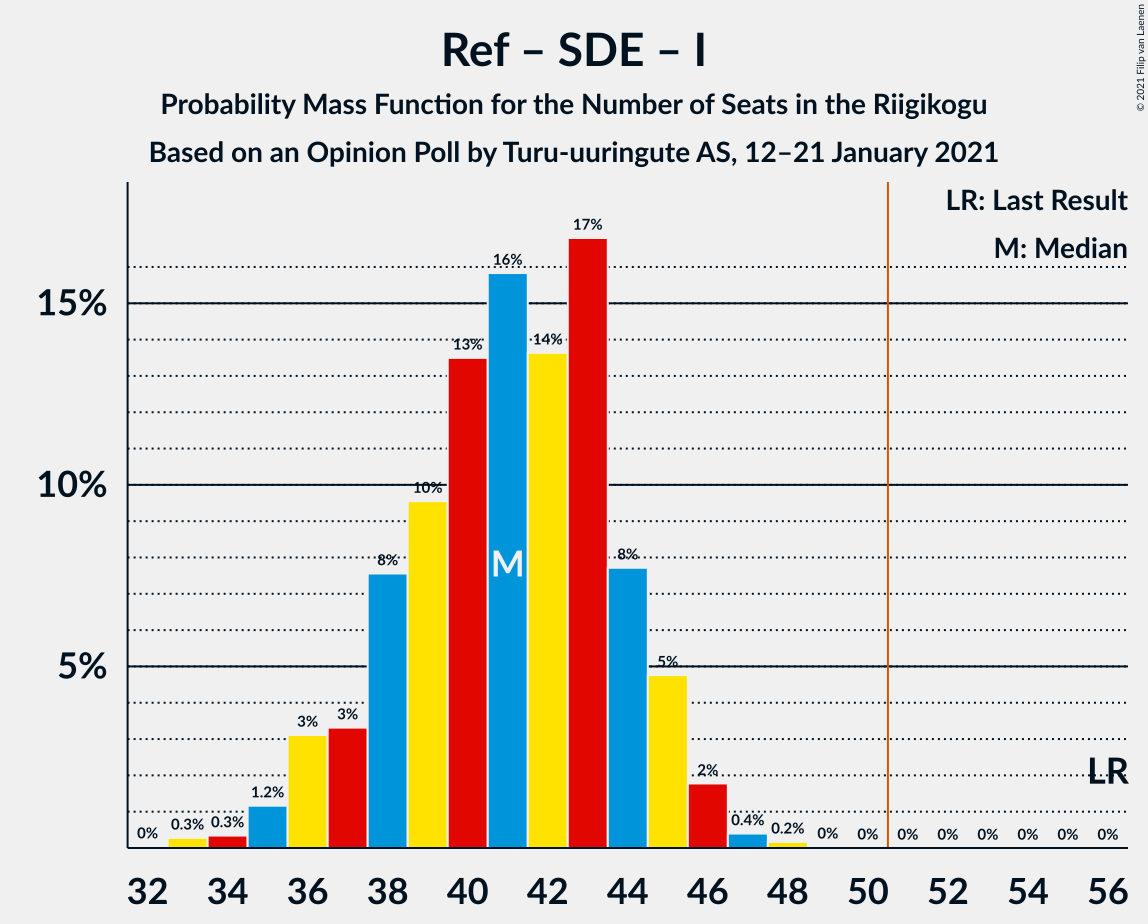 Ref – SDE – I
Probability Mass Function for the Number of Seats in the Riigikogu
Based on an Opinion Poll by Turu-uuringute AS, 12–21 January 2021
© 2021 Filip van Laenen
LR: Last Result
M: Median
15%
10%
5%
0% 0.3% 0.3% 1.2% 3% 3% 8% 10% 13% 16% 14% 17% 8% 5% 2% 0.4% 0.2% 0% 0% 0% 0% 0% 0% 0% 0%
M
LR
32 34 36 38 40 42 44 46 48 50 52 54 56